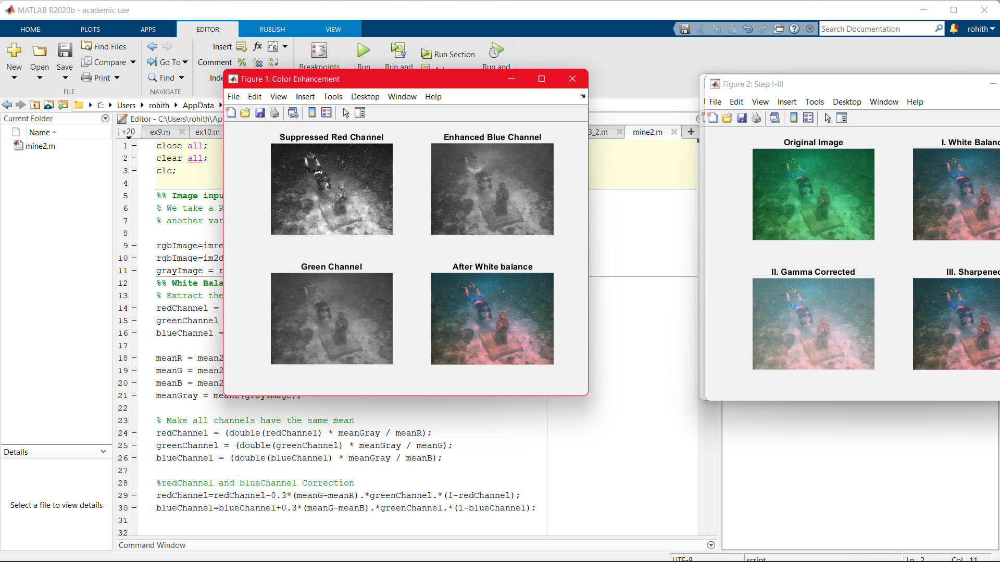 MATLAB R2020b - academic use
HOME PLOTS APPS EDITOR PUBLISH VIEW
Search Documentation rohith
New Open Save Find Files Compare Print FILE
Go To Find NAVIGATE
Insert fx
Comment
Breakpoints Run Run and Run Section Run and
C: Users rohith AppData
Current Folder
Name
mine2.m
Details
Select a file to view details
Editor - C:\Users\rohith\Ap
+20 ex9.m ex10.m 3_2.m mine2.m
1 close all;
2 clear all;
3 clc;
4
5 %% Image inpu
6 % We take a R
7 % another var
8
9 rgbImage=imre
10 rgbImage=im2d
11 grayImage = r
12 %% White Bala
13 % Extract the
14 redChannel =
15 greenChannel
16 blueChannel =
17
18 meanR = mean2
19 meanG = mean2
20 meanB = mean2
21 meanGray = mean2(grayImage);
22
23 % Make all channels have the same mean
24 redChannel = (double(redChannel) * meanGray / meanR);
25 greenChannel = (double(greenChannel) * meanGray / meanG);
26 blueChannel = (double(blueChannel) * meanGray / meanB);
27
28 %redChannel and blueChannel Correction
29 redChannel=redChannel-0.3*(meanG-meanR).*greenChannel.*(1-redChannel);
30 blueChannel=blueChannel+0.3*(meanG-meanB).*greenChannel.*(1-blueChannel);
31
32
Command Window
Figure 1: Color Enhancement
File Edit View Insert Tools Desktop Window Help
Suppressed Red Channel
Enhanced Blue Channel
Green Channel
After White balance
Figure 2: Step I-III
File Edit View Insert Tools Desktop Window Help
Original Image
I. White Balanc
II. Gamma Corrected
III. Sharpened
UTF-8 script Ln 2 Col 11